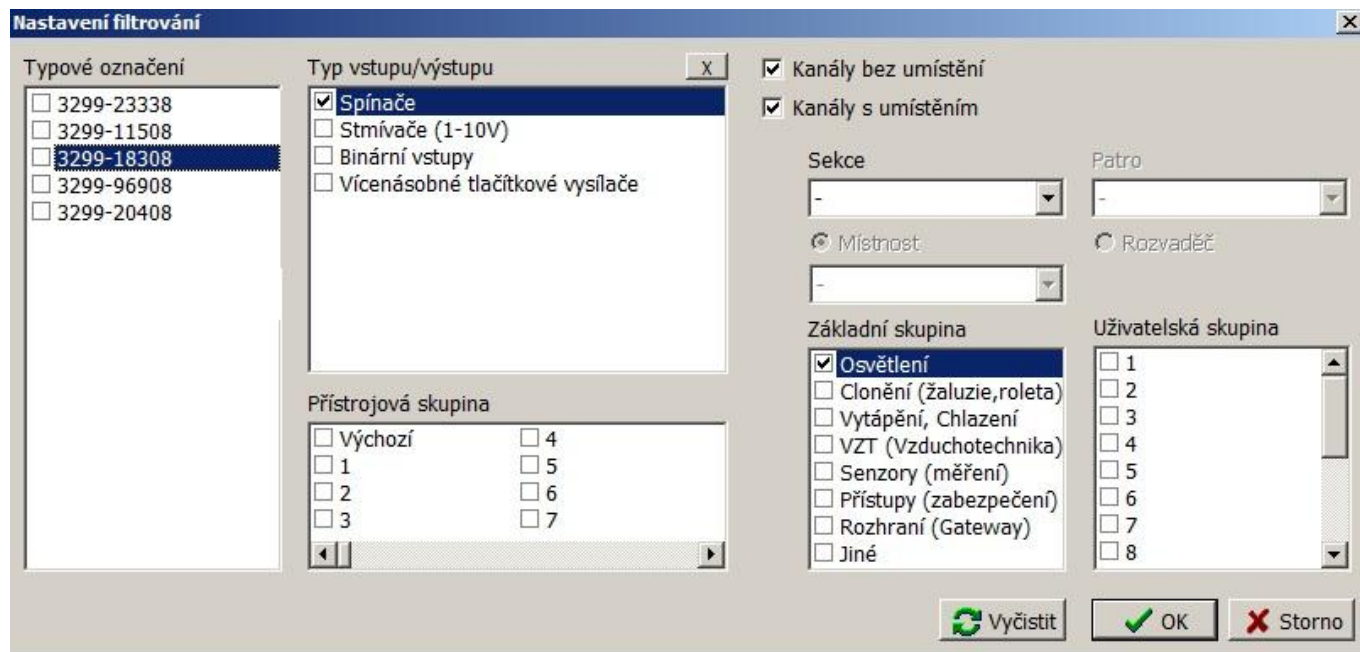 Nastavení filtrování
Typové označení
3299-23338
3299-11508
3299-18308
3299-96908
3299-20408
Typ vstupu/výstupu
X
Spínače
Stmívače (1-10V)
Binární vstupy
Vícenásobné tlačítkové vysílače
Přístrojová skupina
Výchozí
1
2
3
4
5
6
7
Kanály bez umístění
Kanály s umístěním
Sekce
-
Patro
-
Místnost
-
Rozvaděč
Základní skupina
Osvětlení
Clonění (žaluzie,roleta)
Vytápění, Chlazení
VZT (Vzduchotechnika)
Senzory (měření)
Přístupy (zabezpečení)
Rozhraní (Gateway)
Jiné
Uživatelská skupina
1
2
3
4
5
6
7
8
Vyčistit
OK
Storno